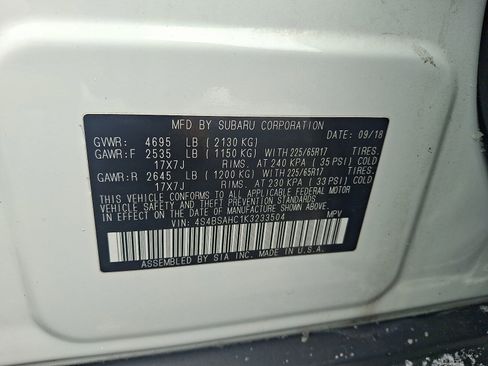 MFD BY SUBARU CORPORATION DATE: 09/18
GVWR: 4695 LB ( 2130 KG)
GAWR:F 2535 LB ( 1150 KG) WITH 225/65R17 TIRES.
17X7J RIMS. AT 240 KPA ( 35 PSI) COLD
GAWR:R 2645 LB ( 1200 KG) WITH 225/65R17 TIRES.
17X7J RIMS. AT 230 KPA ( 33 PSI) COLD
THIS VEHICLE CONFORMS TO ALL APPLICABLE FEDERAL MOTOR
VEHICLE SAFETY, BUMPER, AND THEFT PREVENTION STANDARDS
IN EFFECT ON THE DATE OF MANUFACTURE SHOWN ABOVE.
VIN: 4S4BSAHC1K3233504 MPV
ASSEMBLED BY SIA INC. IN U.S.A.